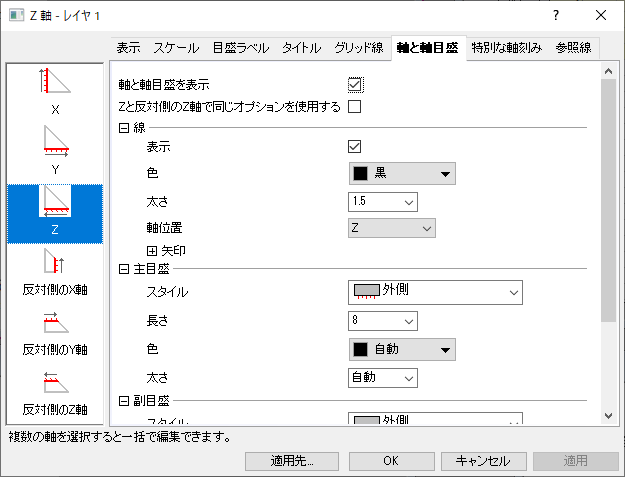 Z 軸 - レイヤ 1
表示 スケール 目盛ラベル タイトル グリッド線 軸と軸目盛 特別な軸刻み 参照線
X
Y
Z
反対側のX軸
反対側のY軸
反対側のZ軸
軸と軸目盛を表示
Zと反対側のZ軸で同じオプションを使用する
線
表示
色 黒
太さ 1.5
軸位置 Z
矢印
主目盛
スタイル 外側
長さ 8
色 自動
太さ 自動
副目盛
スタイル 外側
複数の軸を選択すると一括で編集できます。
適用先... OK キャンセル 適用